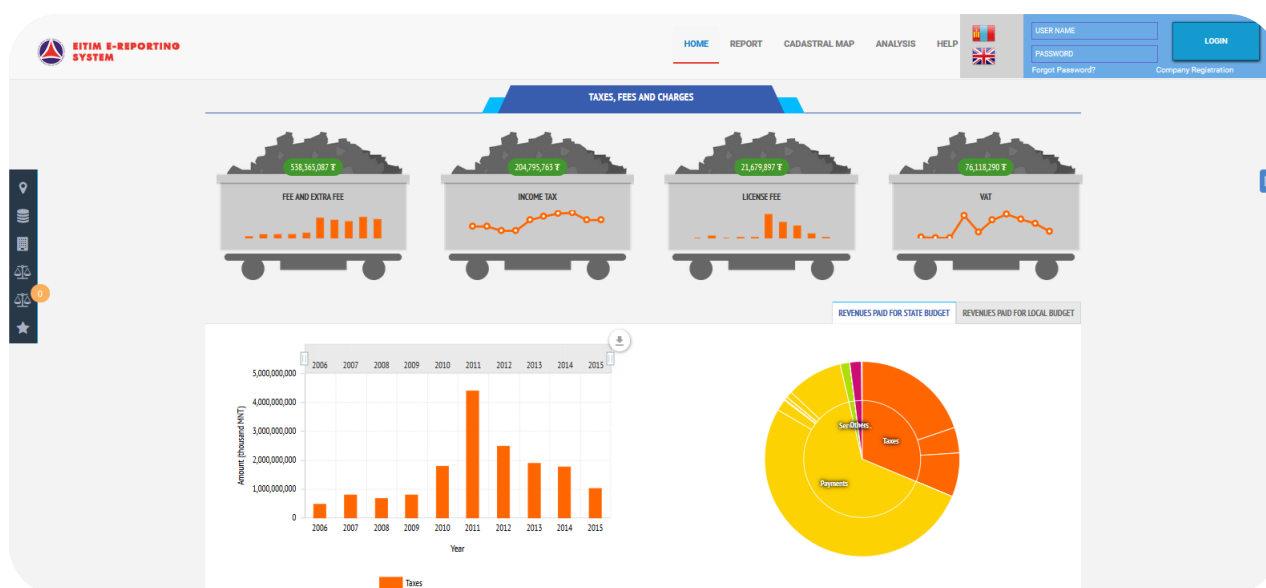 EITIM E-REPORTING
SYSTEM
HOME
REPORT
CADASTRAL MAP
ANALYSIS
HELP
USER NAME
PASSWORD
LOGIN
Forgot Password?
Company Registration
TAXES, FEES AND CHARGES
538,365,087 ₮
204,795,763 ₮
21,679,897 ₮
76,118,290 ₮
FEE AND EXTRA FEE
INCOME TAX
LICENSE FEE
VAT
0
REVENUES PAID FOR STATE BUDGET
REVENUES PAID FOR LOCAL BUDGET
2006 2007 2008 2009 2010 2011 2012 2013 2014 2015
5,000,000,000
4,000,000,000
3,000,000,000
2,000,000,000
1,000,000,000
0
Amount (thousand MNT)
2006 2007 2008 2009 2010 2011 2012 2013 2014 2015
Year
Taxes
Others
Taxes
Payments